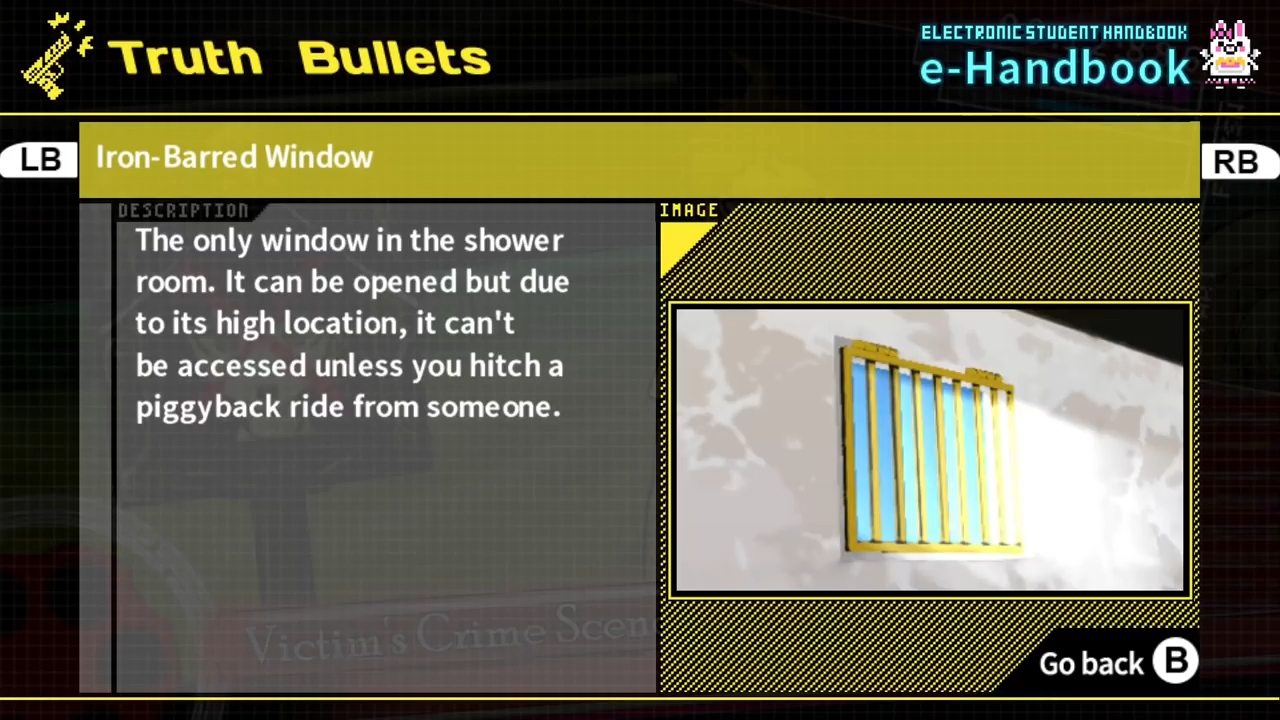 Truth Bullets
ELECTRONIC STUDENT HANDBOOK
e-Handbook
LB
Iron-Barred Window
RB
DESCRIPTION
The only window in the shower
room. It can be opened but due
to its high location, it can't
be accessed unless you hitch a
piggyback ride from someone.
IMAGE
Victim's Crime Scen
Go back B